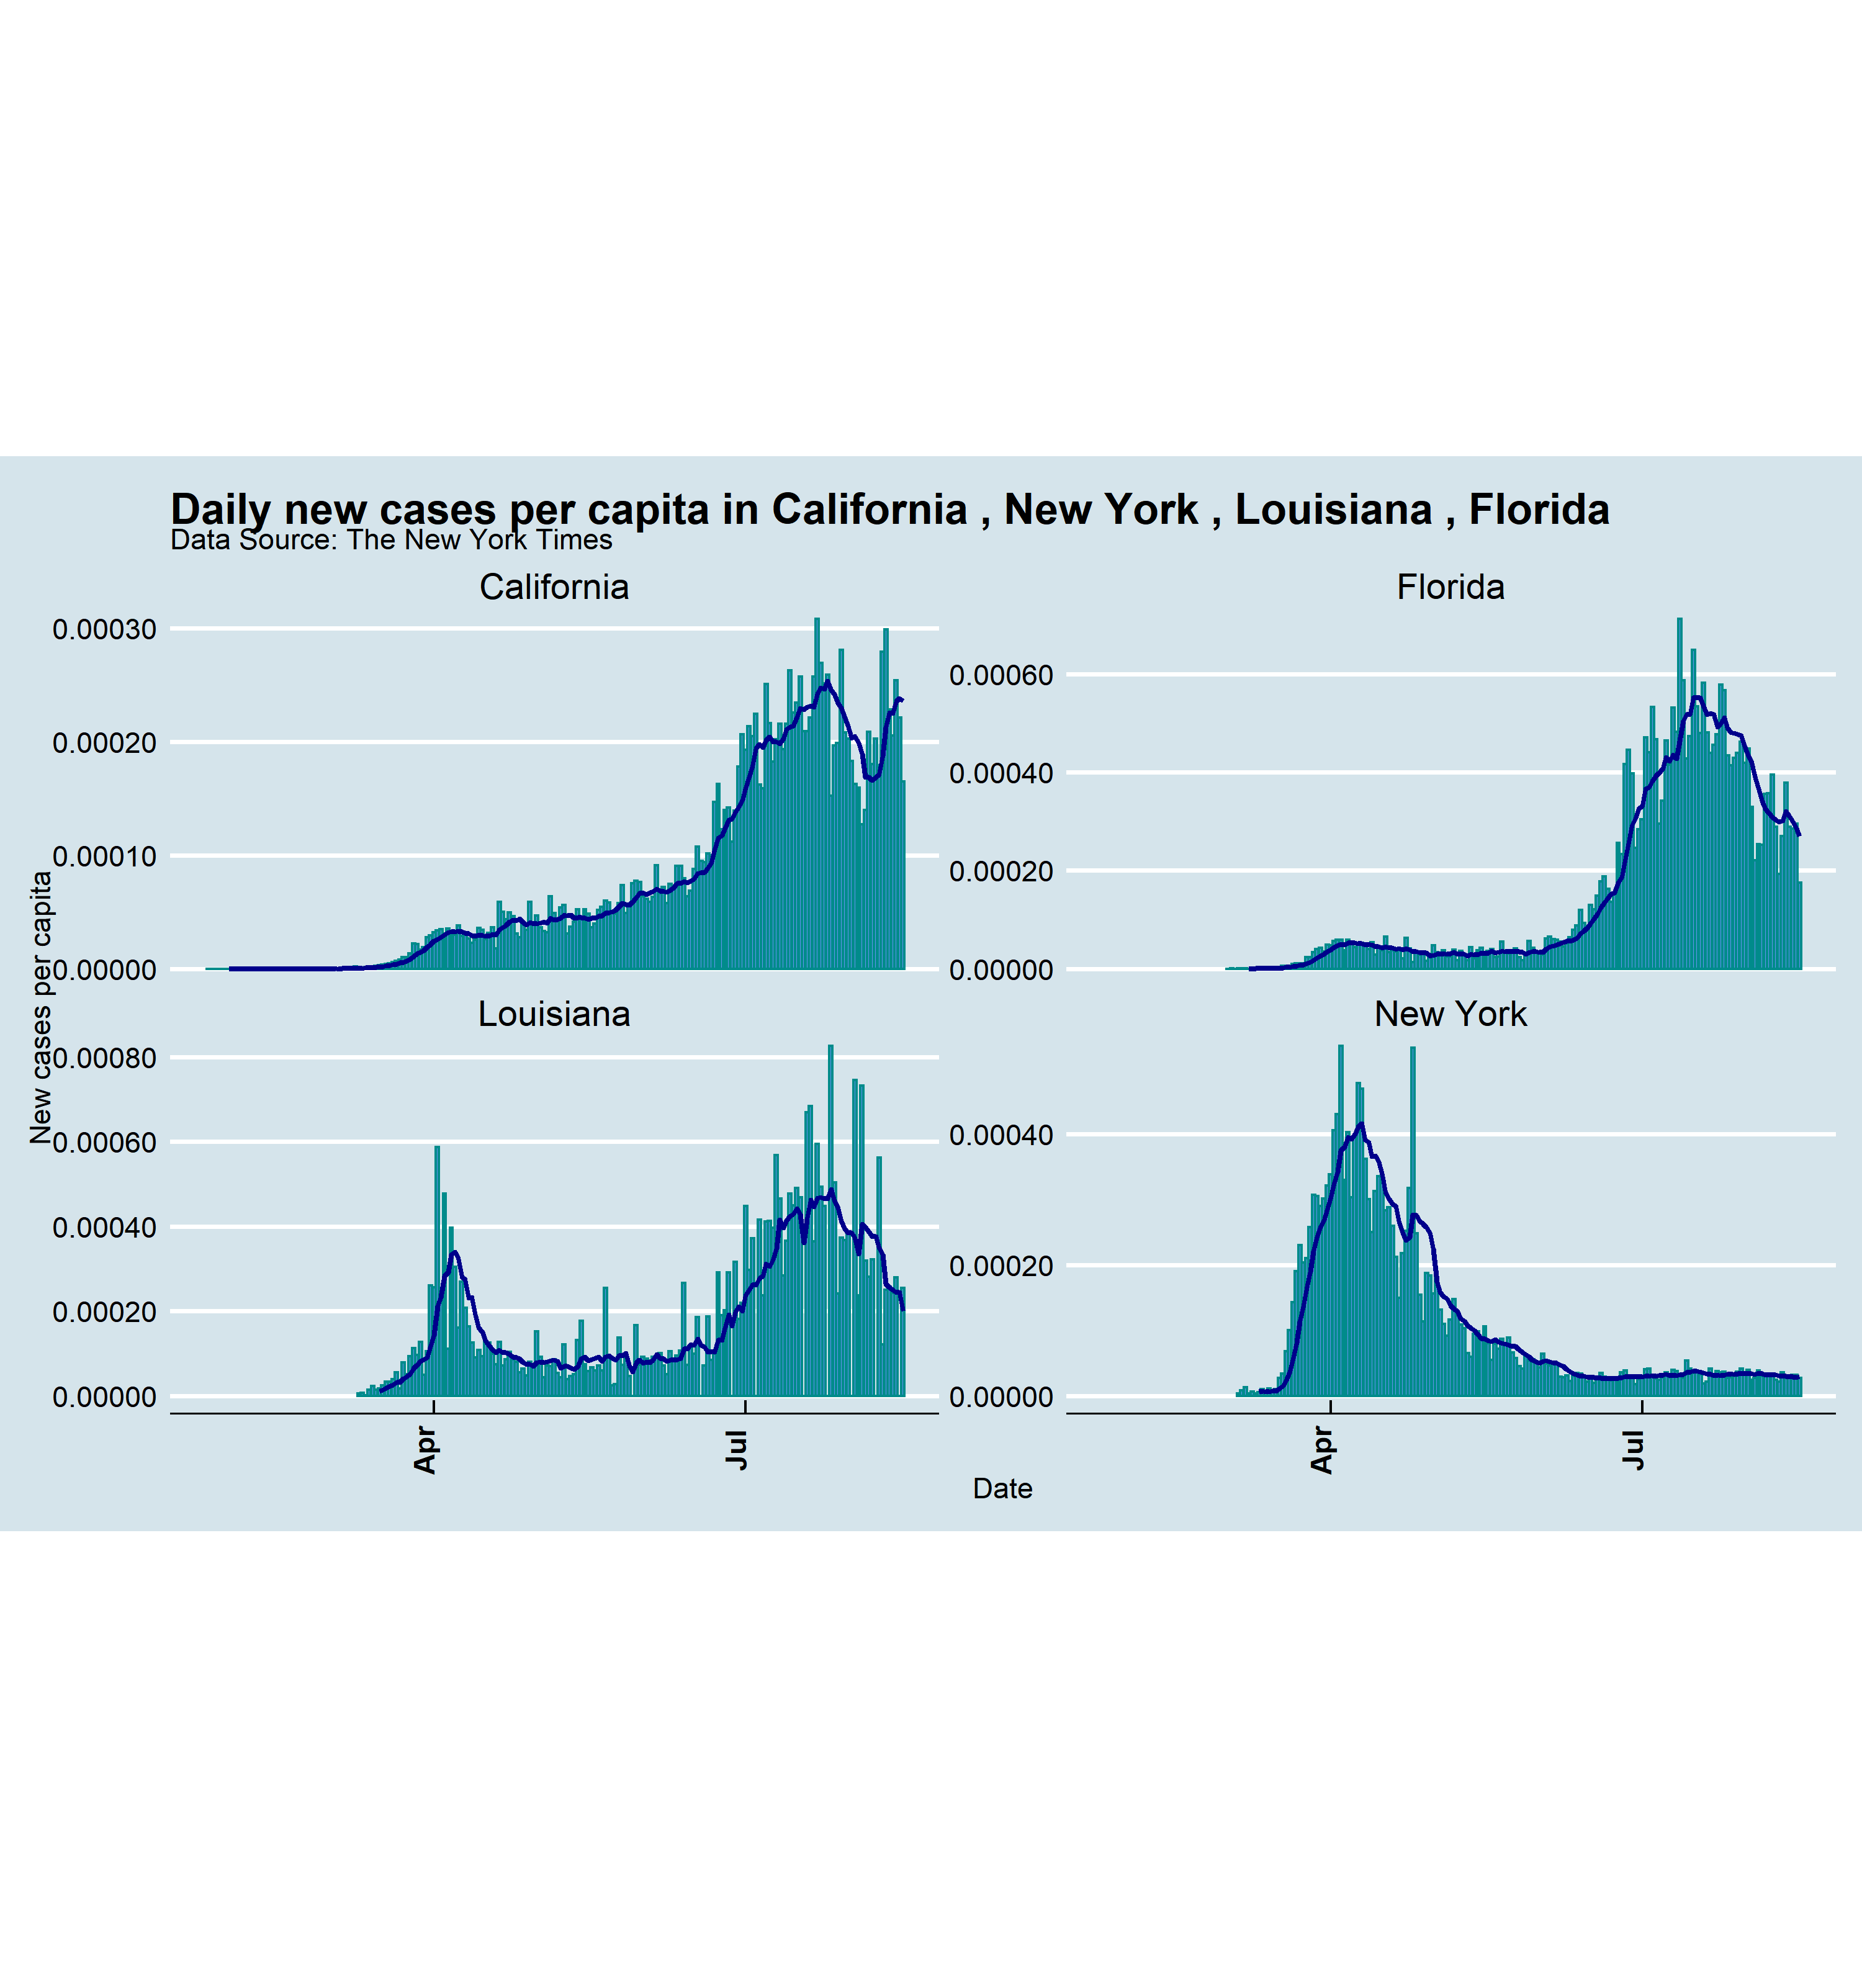 Daily new cases per capita in California , New York , Louisiana , Florida
Data Source: The New York Times
California
Florida
0.00030
0.00020
0.00010
0.00000
0.00060
0.00040
0.00020
0.00000
New cases per capita
Louisiana
New York
0.00080
0.00060
0.00040
0.00020
0.00000
0.00040
0.00020
0.00000
Apr
Jul
Apr
Jul
Date